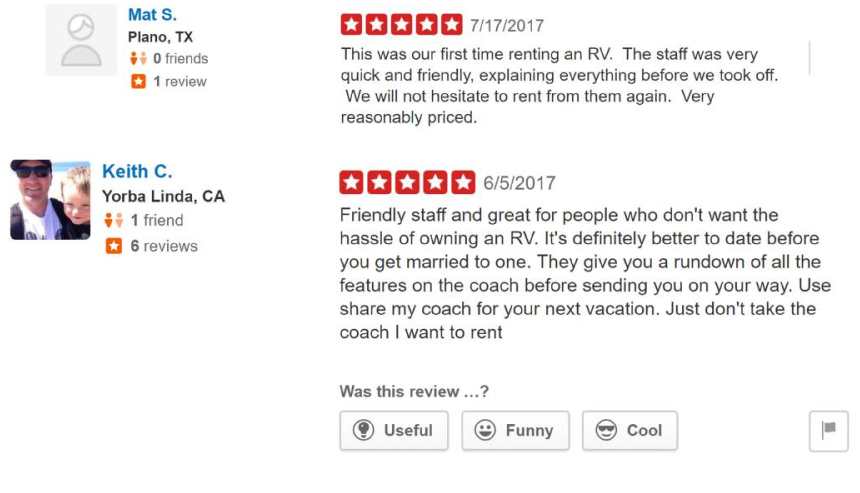 Mat S.
Plano, TX
0 friends
1 review
7/17/2017
This was our first time renting an RV.  The staff was very
quick and friendly, explaining everything before we took off.
We will not hesitate to rent from them again.  Very
reasonably priced.
Keith C.
Yorba Linda, CA
1 friend
6 reviews
6/5/2017
Friendly staff and great for people who don't want the
hassle of owning an RV. It's definitely better to date before
you get married to one. They give you a rundown of all the
features on the coach before sending you on your way. Use
share my coach for your next vacation. Just don't take the
coach I want to rent
Was this review ...?
Useful
Funny
Cool